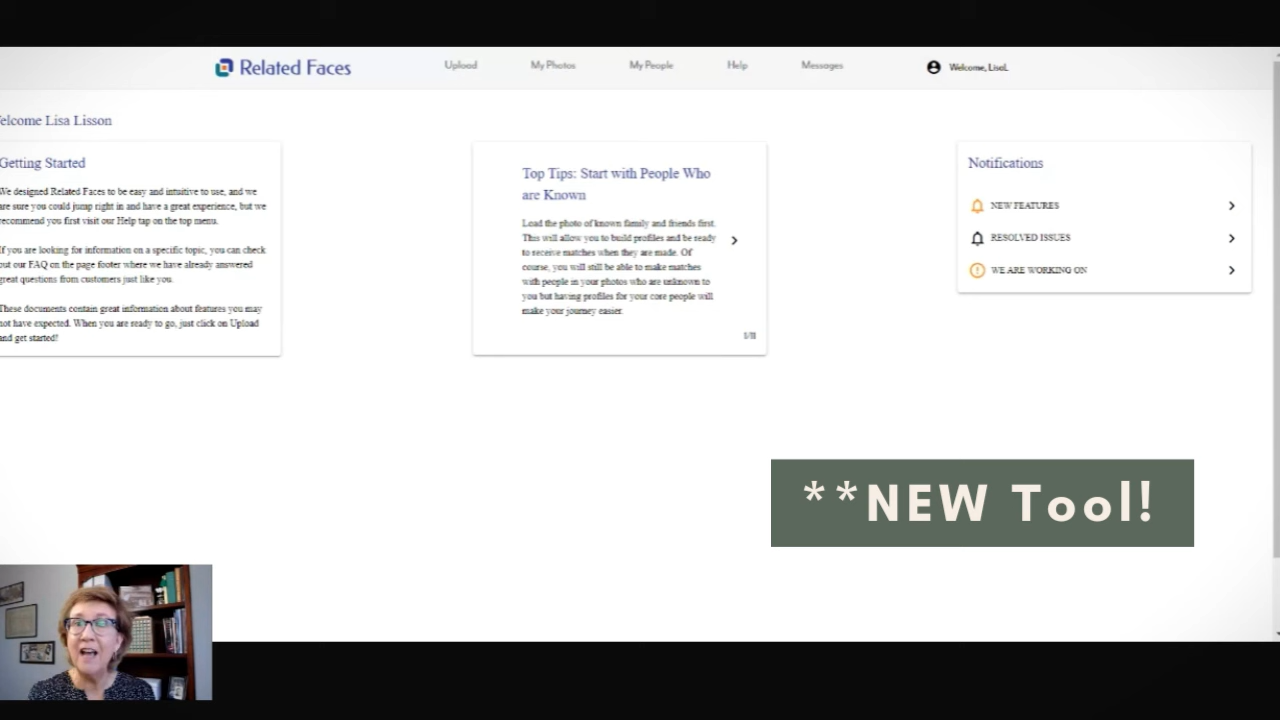 Related Faces
Upload
My Photos
My People
Help
Messages
Welcome, LisaL
elcome Lisa Lisson
Getting Started
We designed Related Faces to be easy and intuitive to use, and we
are sure you could jump right in and have a great experience, but we
recommend you first visit our Help tap on the top menu.
If you are looking for information on a specific topic, you can check
out our FAQ on the page footer where we have already answered
great questions from customers just like you.
These documents contain great information about features you may
not have expected. When you are ready to go, just click on Upload
and get started!
Top Tips: Start with People Who
are Known
Load the photo of known family and friends first.
This will allow you to build profiles and be ready
to receive matches when they are made. Of
course, you will still be able to make matches
with people in your photos who are unknown to
you but having profiles for your core people will
make your journey easier.
1/11
Notifications
NEW FEATURES
RESOLVED ISSUES
WE ARE WORKING ON
**NEW Tool!